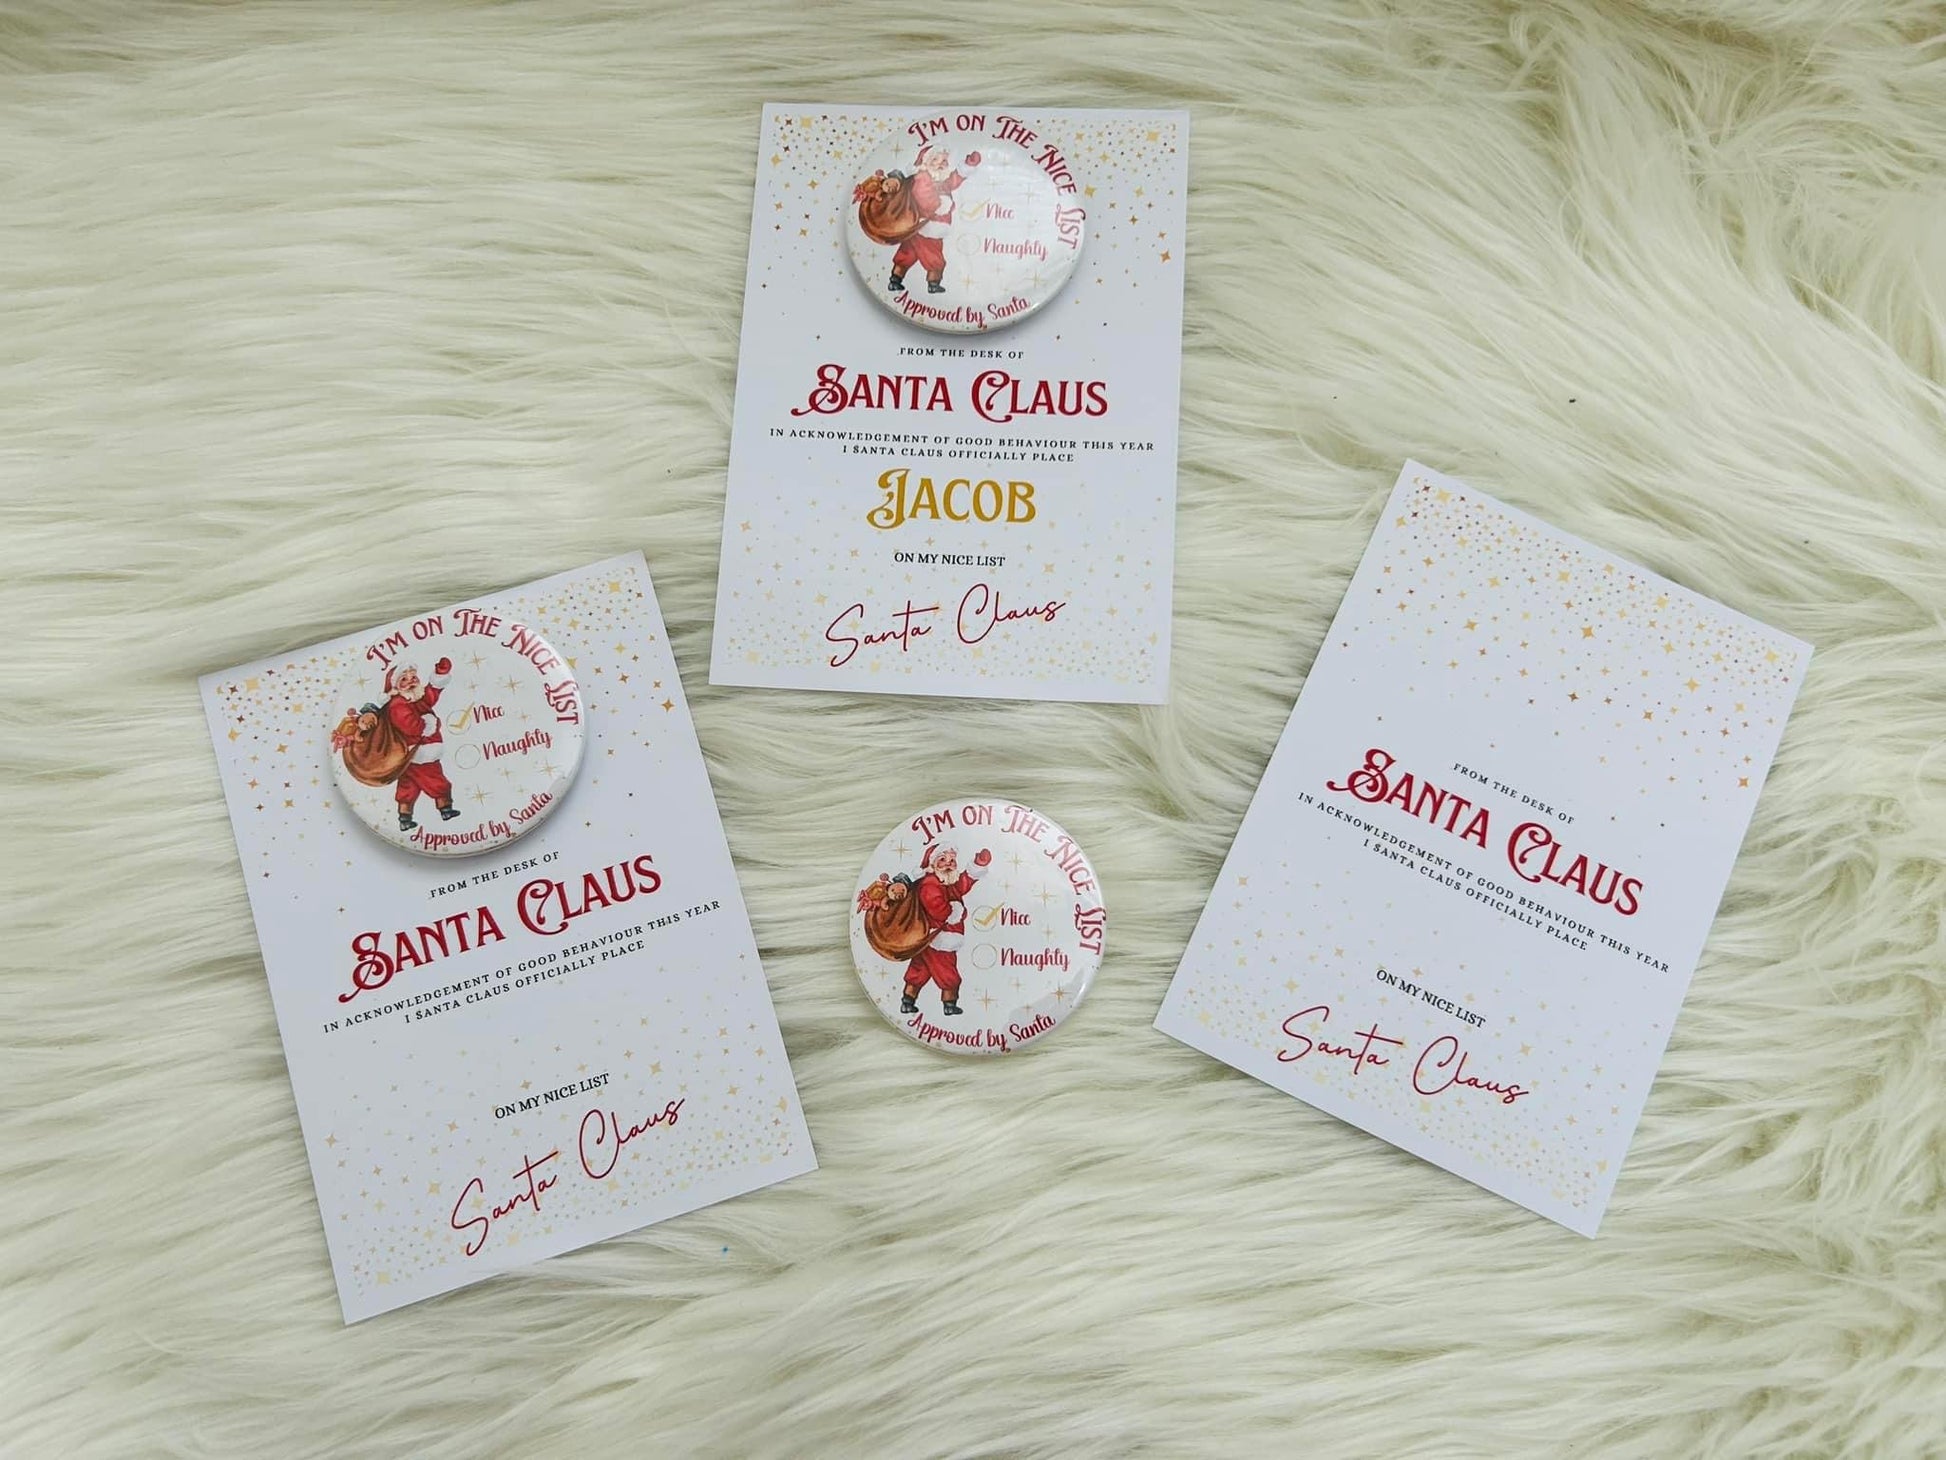 I'M ON THE NICE LIST
Nice
Naughty
Approved by Santa
FROM THE DESK OF
SANTA CLAUS
IN ACKNOWLEDGEMENT OF GOOD BEHAVIOUR THIS YEAR
I SANTA CLAUS OFFICIALLY PLACE
JACOB
ON MY NICE LIST
Santa Claus
I'M ON THE NICE LIST
Nice
Naughty
Approved by Santa
FROM THE DESK OF
SANTA CLAUS
IN ACKNOWLEDGEMENT OF GOOD BEHAVIOUR THIS YEAR
I SANTA CLAUS OFFICIALLY PLACE
ON MY NICE LIST
Santa Claus
I'M ON THE NICE LIST
Nice
Naughty
Approved by Santa
FROM THE DESK OF
SANTA CLAUS
IN ACKNOWLEDGEMENT OF GOOD BEHAVIOUR THIS YEAR
I SANTA CLAUS OFFICIALLY PLACE
ON MY NICE LIST
Santa Claus